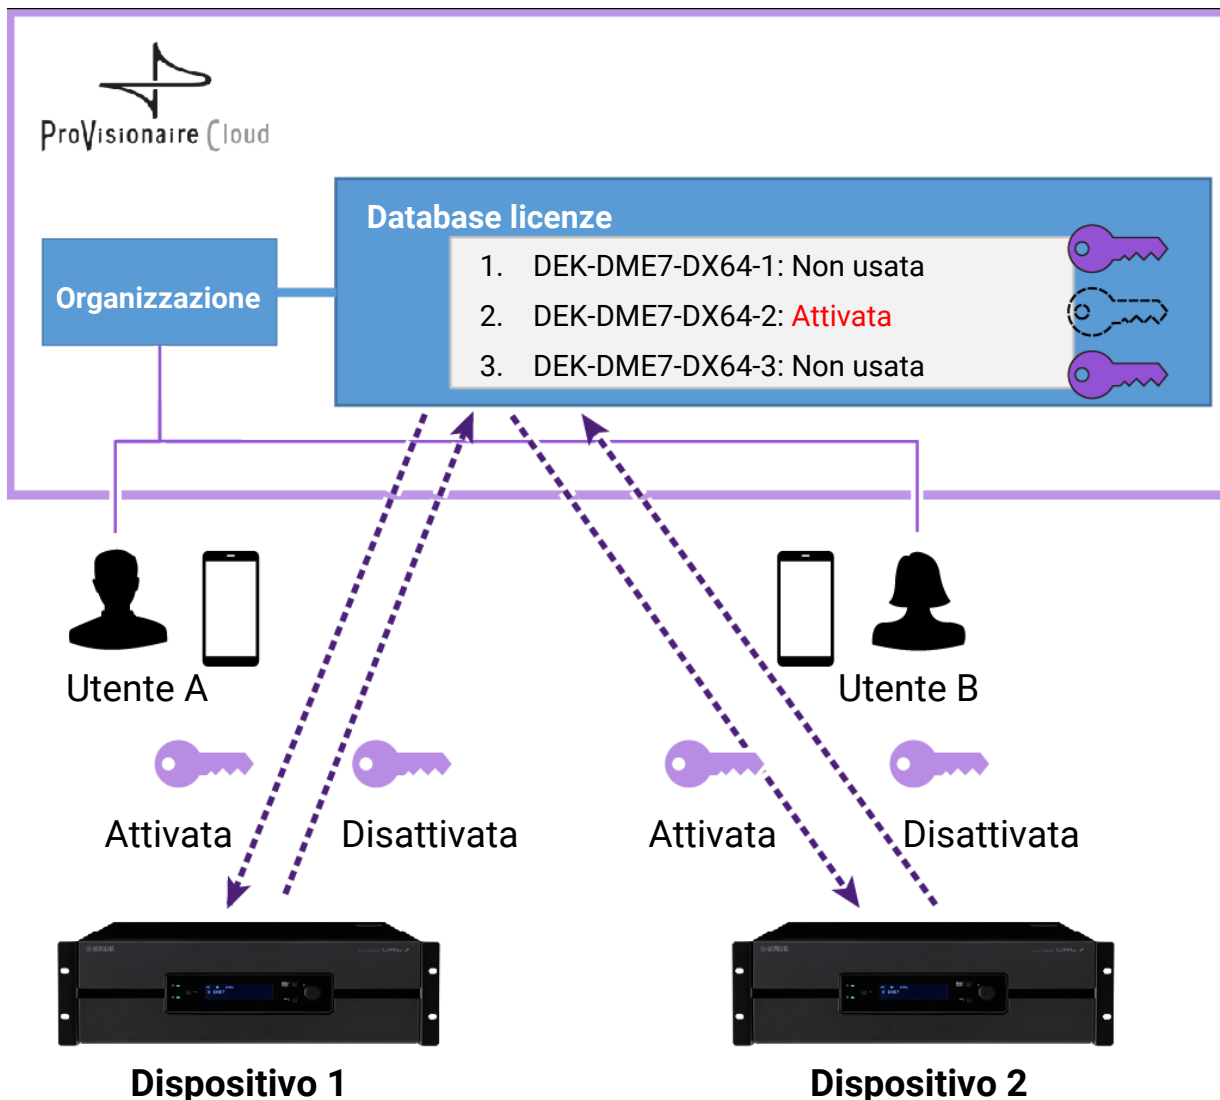 ProVisionaire Cloud
Database licenze
Organizzazione
1. DEK-DME7-DX64-1: Non usata
2. DEK-DME7-DX64-2: Attivata
3. DEK-DME7-DX64-3: Non usata
Utente A
Utente B
Attivata
Disattivata
Attivata
Disattivata
Dispositivo 1
Dispositivo 2